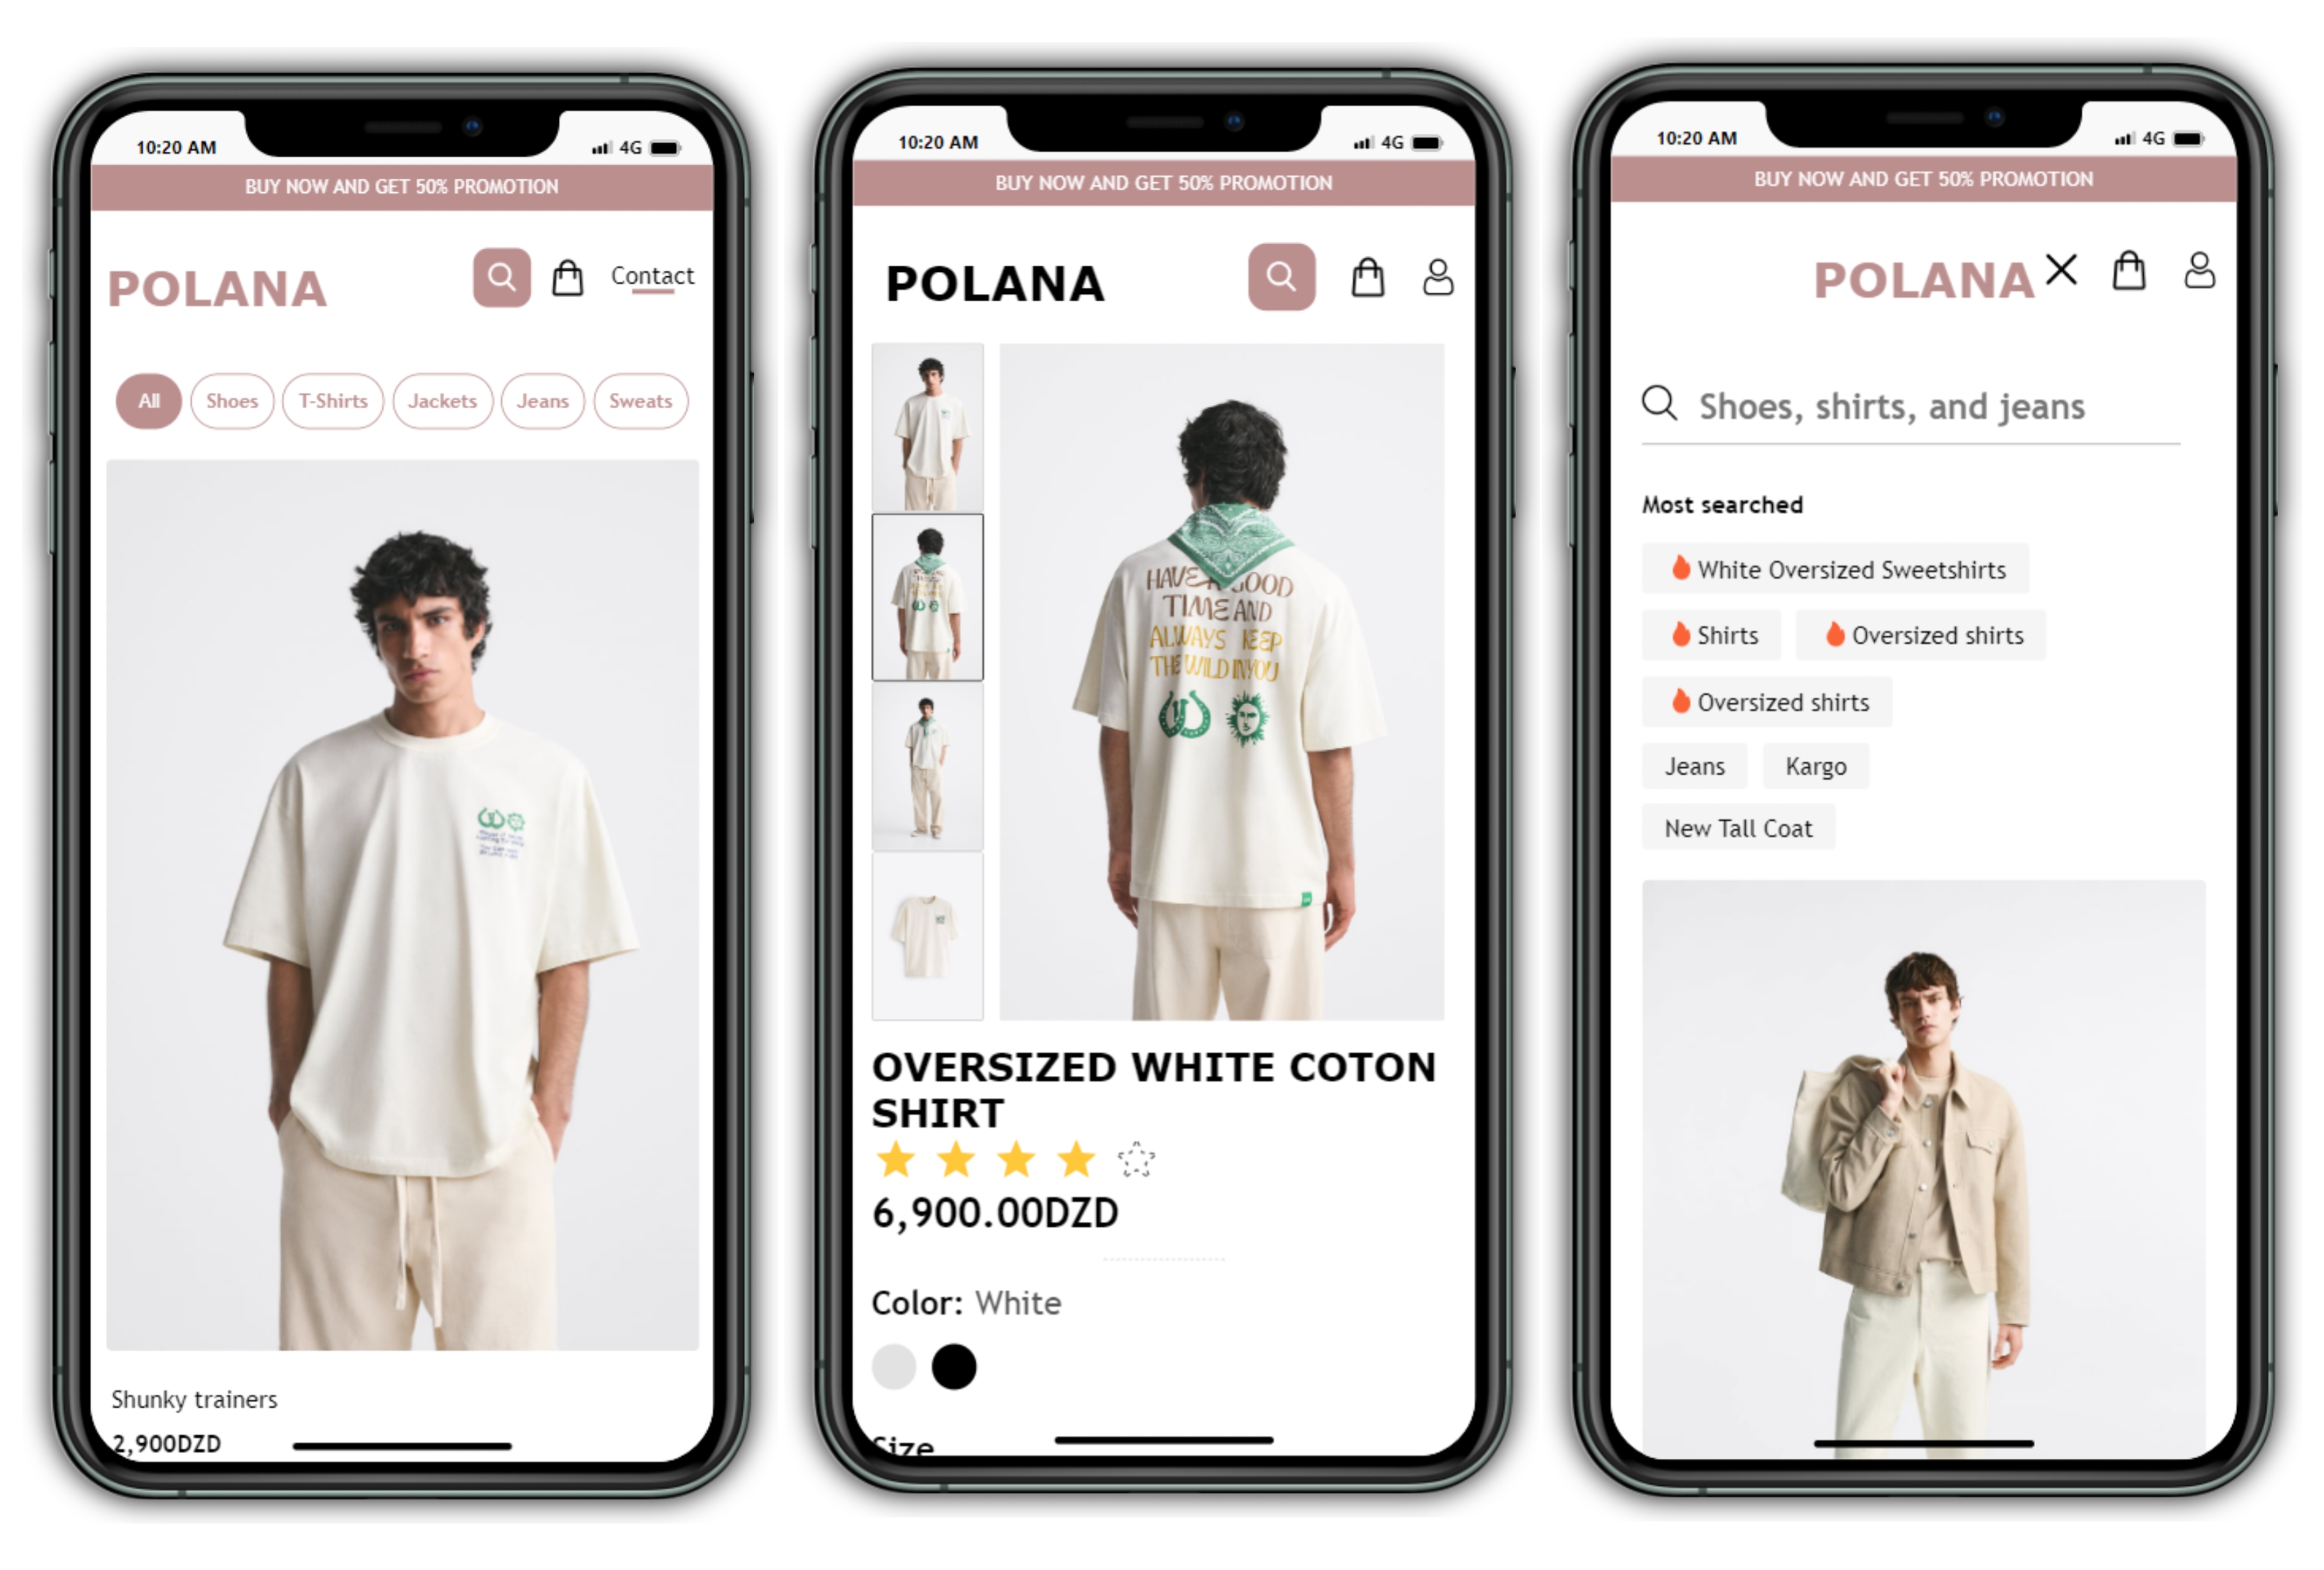 10:20 AM
4G
BUY NOW AND GET 50% PROMOTION
POLANA
Contact
All
Shoes
T-Shirts
Jackets
Jeans
Sweats
Shunky trainers
2,900DZD
10:20 AM
4G
BUY NOW AND GET 50% PROMOTION
POLANA
HAVE A GOOD
TIME AND
ALWAYS KEEP
THE WILD IN YOU
OVERSIZED WHITE COTON
SHIRT
6,900.00DZD
Color: White
Size
10:20 AM
4G
BUY NOW AND GET 50% PROMOTION
POLANA
Shoes, shirts, and jeans
Most searched
White Oversized Sweetshirts
Shirts
Oversized shirts
Oversized shirts
Jeans
Kargo
New Tall Coat